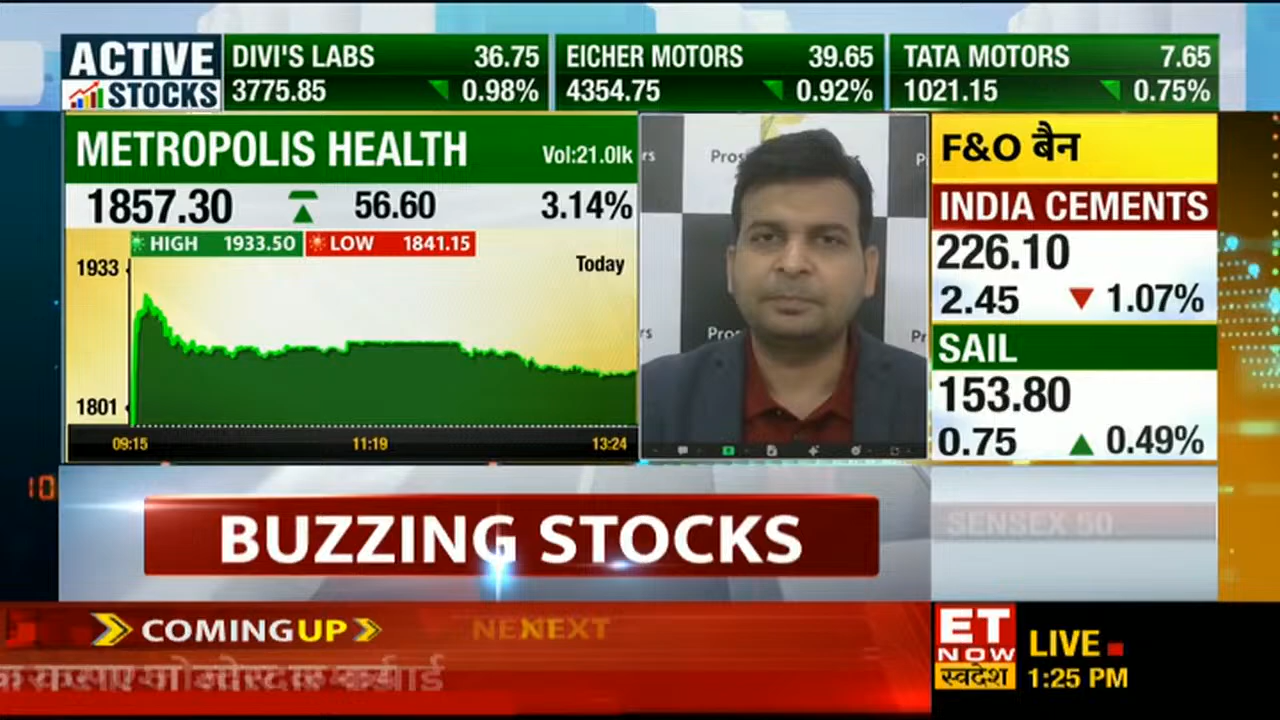 ACTIVE STOCKS
DIVI'S LABS 36.75
3775.85 0.98%
EICHER MOTORS 39.65
4354.75 0.92%
TATA MOTORS 7.65
1021.15 0.75%
METROPOLIS HEALTH Vol:21.0lk
1857.30 56.60 3.14%
HIGH 1933.50 LOW 1841.15
Today
1933
1801
09:15 11:19 13:24
F&O बैन
INDIA CEMENTS
226.10
2.45 1.07%
SAIL
153.80
0.75 0.49%
BUZZING STOCKS
SENSEX 50
10
COMING UP
NEXT
ET
NOW
स्वदेश
LIVE
1:25 PM